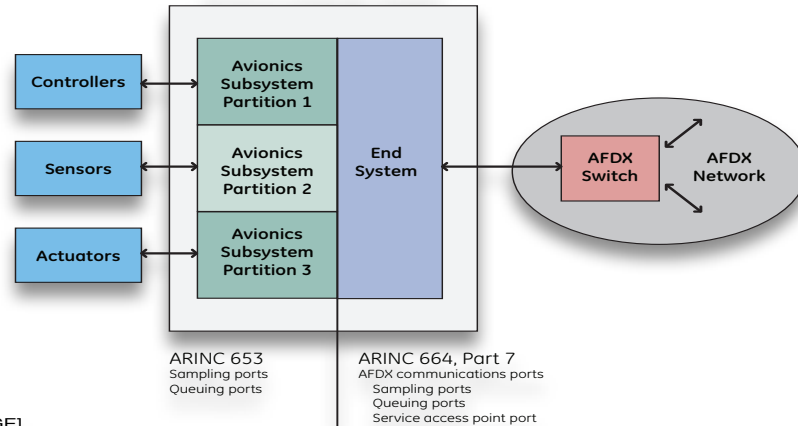 Controllers
Sensors
Actuators
Avionics
Subsystem
Partition 1
Avionics
Subsystem
Partition 2
Avionics
Subsystem
Partition 3
End
System
AFDX
Switch
AFDX
Network
ARINC 653
Sampling ports
Queuing ports
ARINC 664, Part 7
AFDX communications ports
Sampling ports
Queuing ports
Service access point port